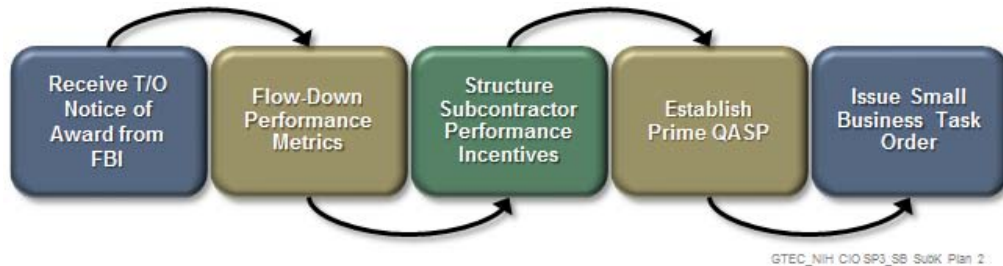 Receive T/O
Notice of
Award from
FBI
Flow-Down
Performance
Metrics
Structure
Subcontractor
Performance
Incentives
Establish
Prime QASP
Issue Small
Business Task
Order
GTEC_NIH CIO SP3_SB SubK Plan 2